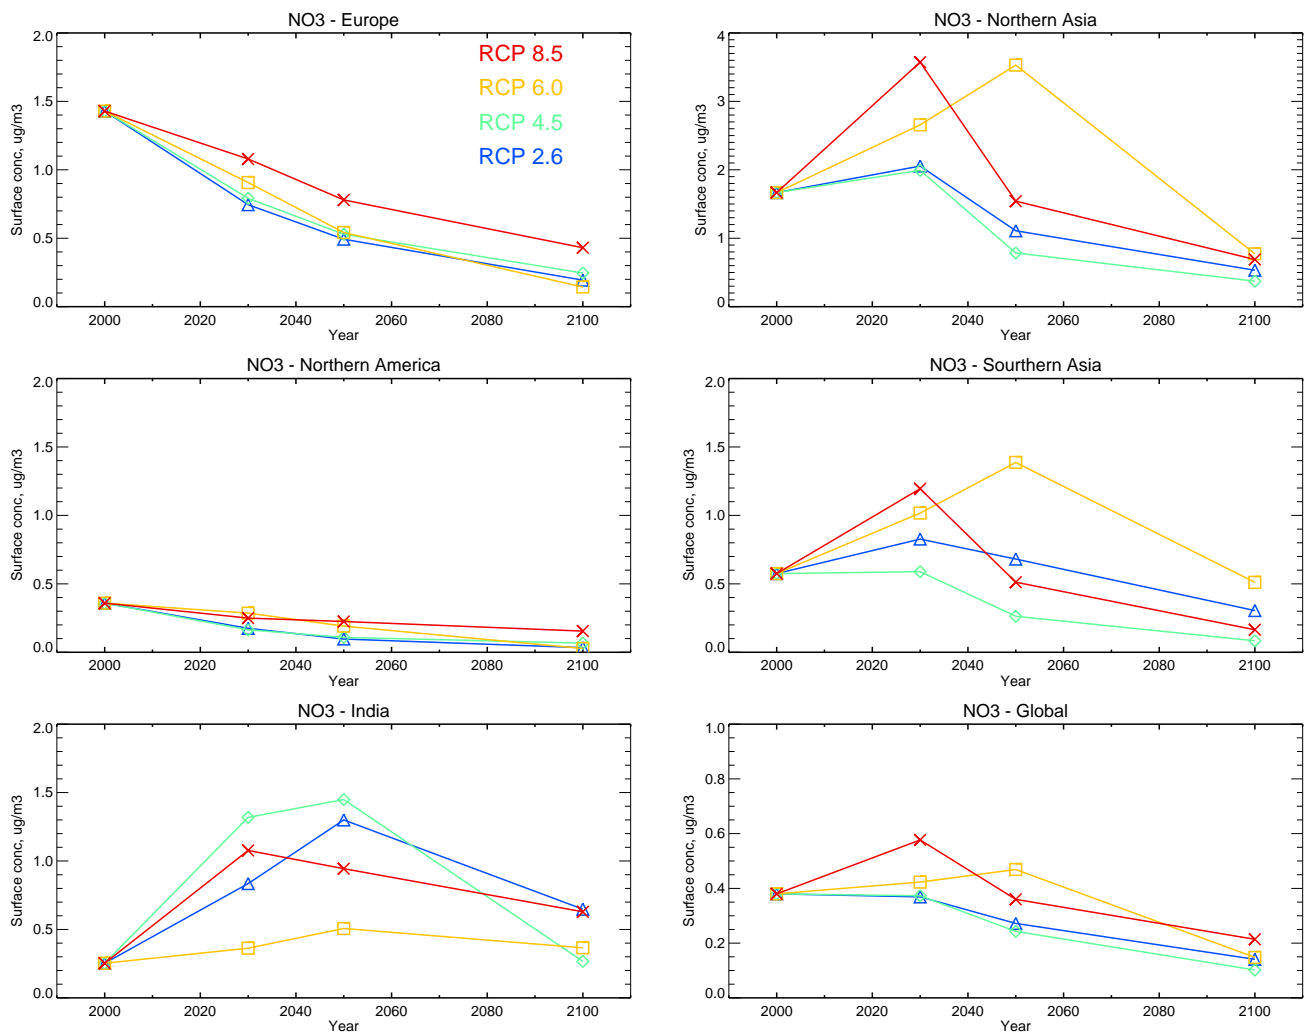 NO3 - Europe
2.0
1.5
1.0
0.5
0.0
Surface conc, ug/m3
RCP 8.5
RCP 6.0
RCP 4.5
RCP 2.6
2000 2020 2040 2060 2080 2100
Year
NO3 - Northern Asia
4
3
2
1
0
Surface conc, ug/m3
2000 2020 2040 2060 2080 2100
Year
NO3 - Northern America
2.0
1.5
1.0
0.5
0.0
Surface conc, ug/m3
2000 2020 2040 2060 2080 2100
Year
NO3 - Sourthern Asia
2.0
1.5
1.0
0.5
0.0
Surface conc, ug/m3
2000 2020 2040 2060 2080 2100
Year
NO3 - India
2.0
1.5
1.0
0.5
0.0
Surface conc, ug/m3
2000 2020 2040 2060 2080 2100
Year
NO3 - Global
1.0
0.8
0.6
0.4
0.2
0.0
Surface conc, ug/m3
2000 2020 2040 2060 2080 2100
Year